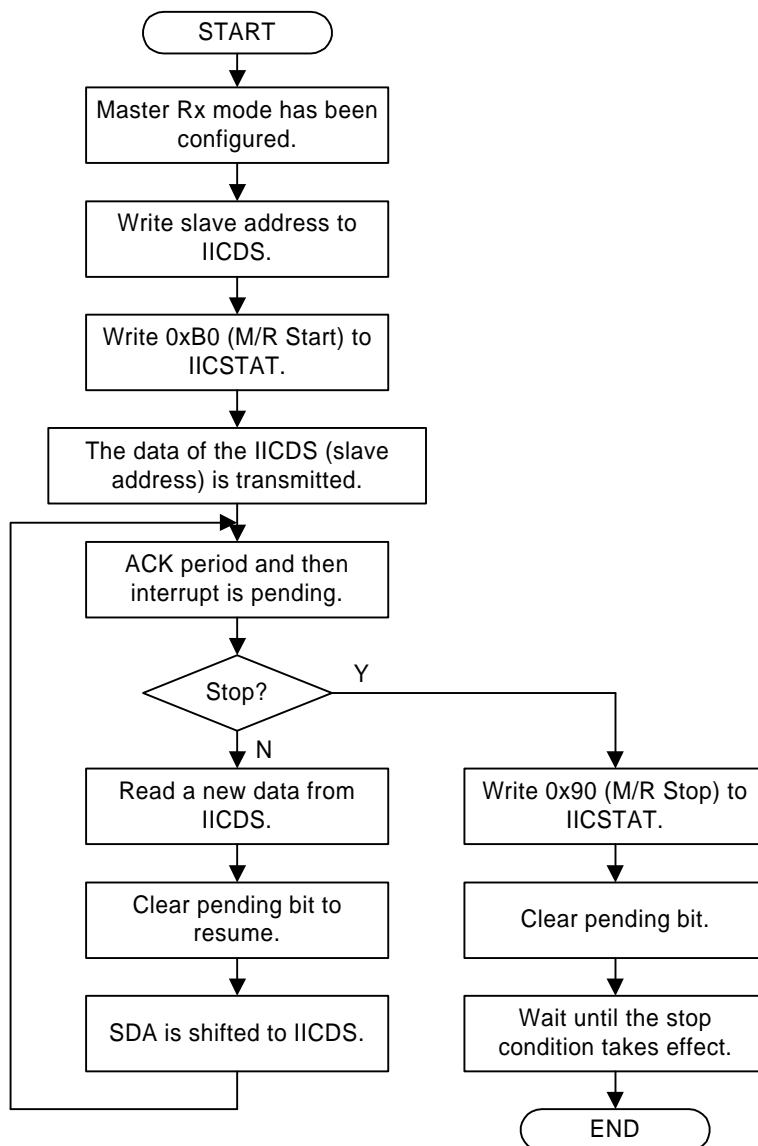 START
Master Rx mode has been
configured.
Write slave address to
IICDS.
Write 0xB0 (M/R Start) to
IICSTAT.
The data of the IICDS (slave
address) is transmitted.
ACK period and then
interrupt is pending.
Stop?
Y
N
Read a new data from
IICDS.
Clear pending bit to
resume.
SDA is shifted to IICDS.
Write 0x90 (M/R Stop) to
IICSTAT.
Clear pending bit.
Wait until the stop
condition takes effect.
END